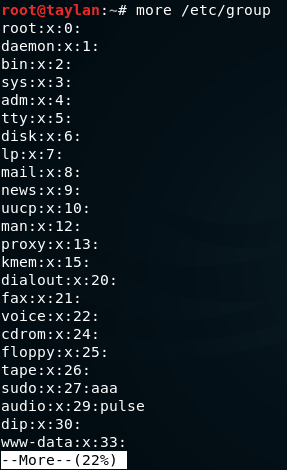 root@taylan:~# more /etc/group
root:x:0:
daemon:x:1:
bin:x:2:
sys:x:3:
adm:x:4:
tty:x:5:
disk:x:6:
lp:x:7:
mail:x:8:
news:x:9:
uucp:x:10:
man:x:12:
proxy:x:13:
kmem:x:15:
dialout:x:20:
fax:x:21:
voice:x:22:
cdrom:x:24:
floppy:x:25:
tape:x:26:
sudo:x:27:aaa
audio:x:29:pulse
dip:x:30:
www-data:x:33:
--More--(22%)